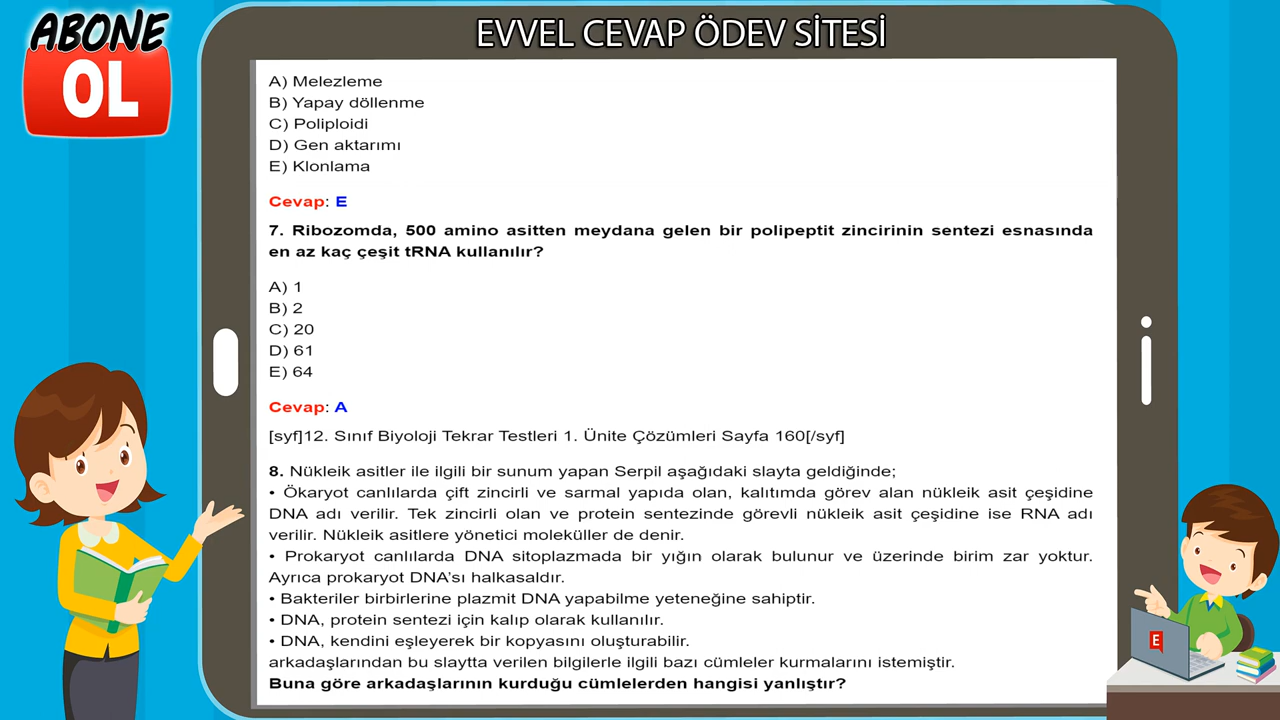 ABONE
OL
EVVEL CEVAP ÖDEV SİTESİ
A) Melezleme
B) Yapay döllenme
C) Poliploidi
D) Gen aktarımı
E) Klonlama
Cevap: E
7. Ribozomda, 500 amino asitten meydana gelen bir polipeptit zincirinin sentezi esnasında
en az kaç çeşit tRNA kullanılır?
A) 1
B) 2
C) 20
D) 61
E) 64
Cevap: A
[syf]12. Sınıf Biyoloji Tekrar Testleri 1. Ünite Çözümleri Sayfa 160[/syf]
8. Nükleik asitler ile ilgili bir sunum yapan Serpil aşağıdaki slayta geldiğinde;
• Ökaryot canlılarda çift zincirli ve sarmal yapıda olan, kalıtımda görev alan nükleik asit çeşidine
DNA adı verilir. Tek zincirli olan ve protein sentezinde görevli nükleik asit çeşidine ise RNA adı
verilir. Nükleik asitlere yönetici moleküller de denir.
• Prokaryot canlılarda DNA sitoplazmada bir yığın olarak bulunur ve üzerinde birim zar yoktur.
Ayrıca prokaryot DNA'sı halkasaldır.
• Bakteriler birbirlerine plazmit DNA yapabilme yeteneğine sahiptir.
• DNA, protein sentezi için kalıp olarak kullanılır.
• DNA, kendini eşleyerek bir kopyasını oluşturabilir.
arkadaşlarından bu slaytta verilen bilgilerle ilgili bazı cümleler kurmalarını istemiştir.
Buna göre arkadaşlarının kurduğu cümlelerden hangisi yanlıştır?
E